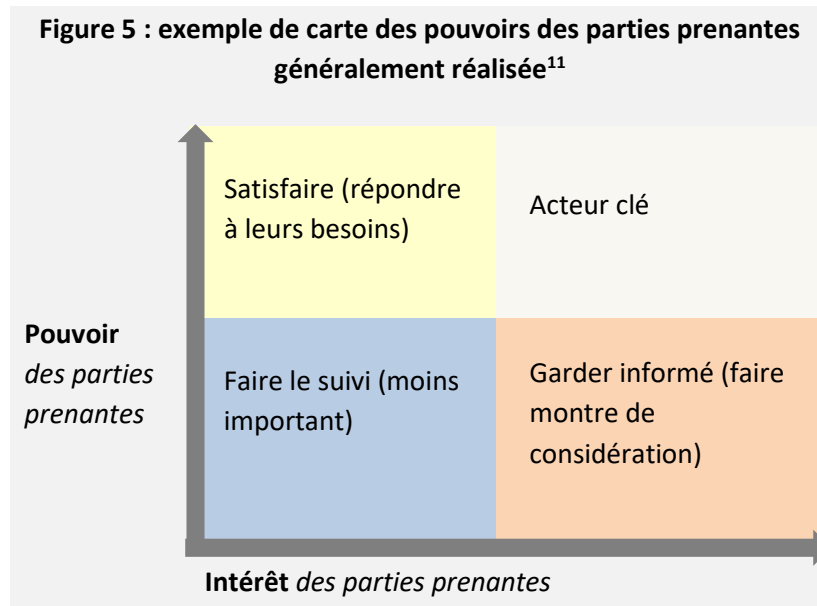 Figure 5 : exemple de carte des pouvoirs des parties prenantes
généralement réalisée¹¹
Satisfaire (répondre
à leurs besoins)
Acteur clé
Pouvoir
des parties
prenantes
Faire le suivi (moins
important)
Garder informé (faire
montre de
considération)
Intérêt des parties prenantes